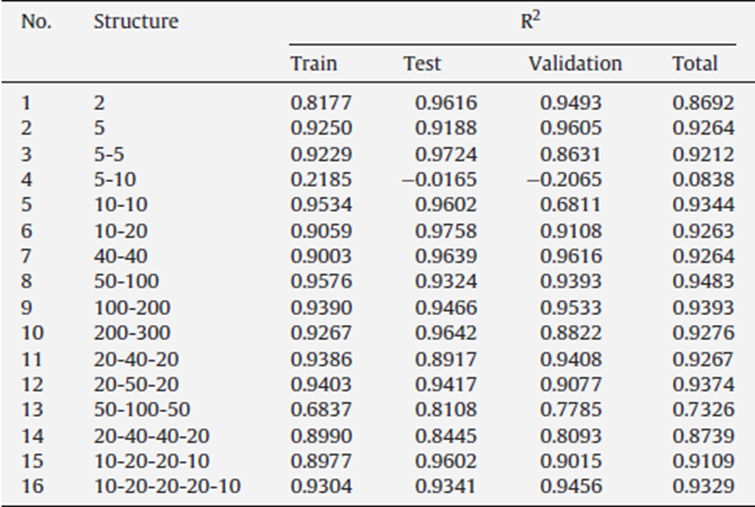 No. Structure R²
Train Test Validation Total
1 2 0.8177 0.9616 0.9493 0.8692
2 5 0.9250 0.9188 0.9605 0.9264
3 5-5 0.9229 0.9724 0.8631 0.9212
4 5-10 0.2185 −0.0165 −0.2065 0.0838
5 10-10 0.9534 0.9602 0.6811 0.9344
6 10-20 0.9059 0.9758 0.9108 0.9263
7 40-40 0.9003 0.9639 0.9616 0.9264
8 50-100 0.9576 0.9324 0.9393 0.9483
9 100-200 0.9390 0.9466 0.9533 0.9393
10 200-300 0.9267 0.9642 0.8822 0.9276
11 20-40-20 0.9386 0.8917 0.9408 0.9267
12 20-50-20 0.9403 0.9417 0.9077 0.9374
13 50-100-50 0.6837 0.8108 0.7785 0.7326
14 20-40-40-20 0.8990 0.8445 0.8093 0.8739
15 10-20-20-10 0.8977 0.9602 0.9015 0.9109
16 10-20-20-20-10 0.9304 0.9341 0.9456 0.9329